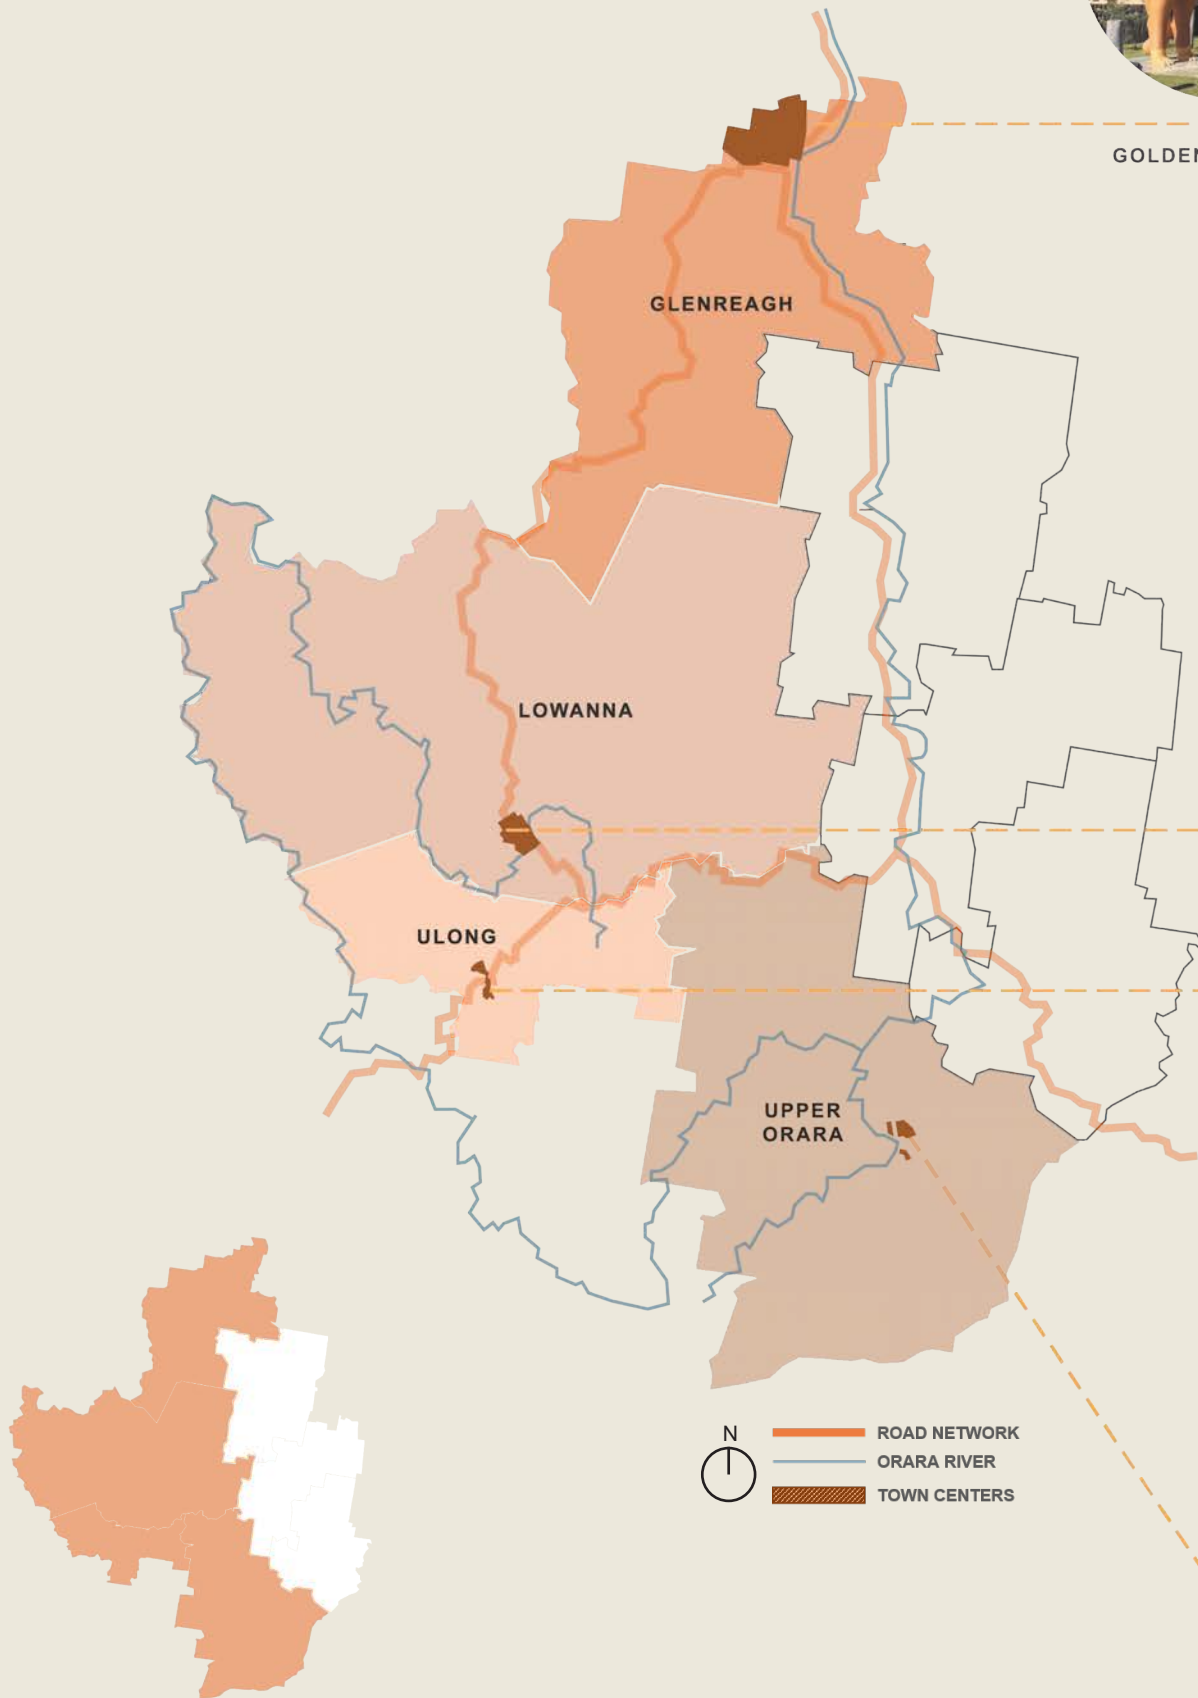 GOLDEN
GLENREAGH
LOWANNA
ULONG
UPPER
ORARA
N
ROAD NETWORK
ORARA RIVER
TOWN CENTERS